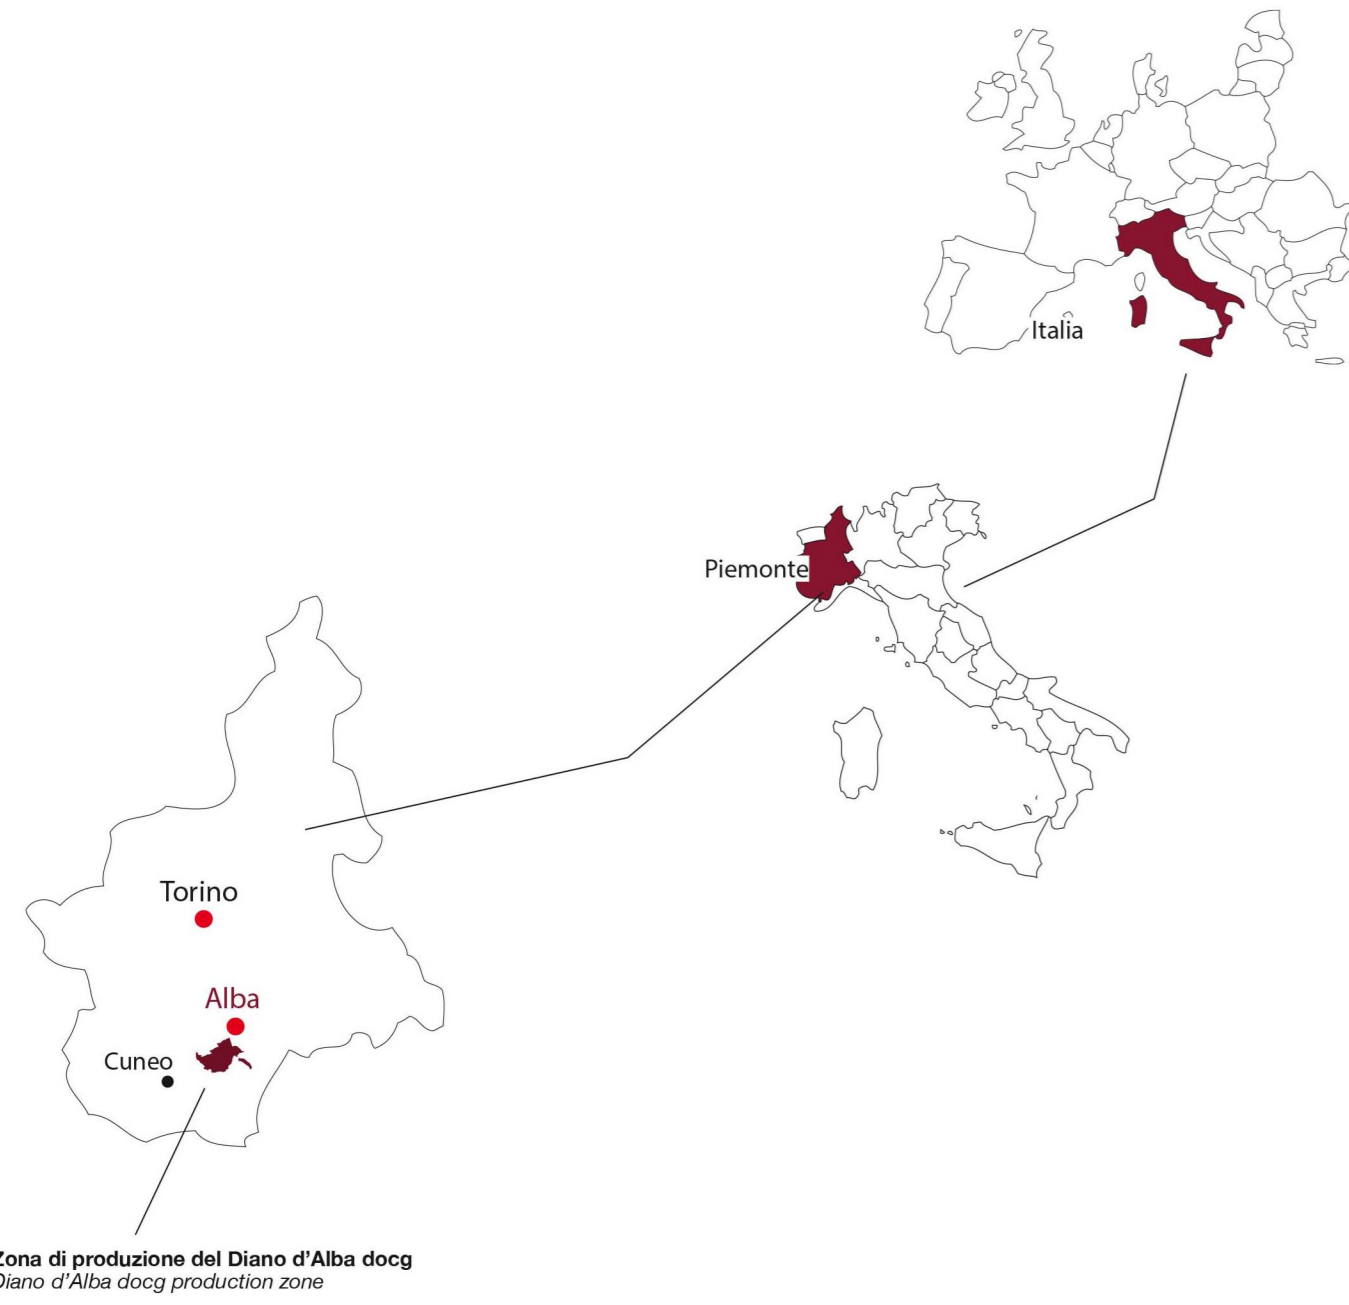 Italia
Piemonte
Torino
Alba
Cuneo
Zona di produzione del Diano d'Alba docg
Diano d'Alba docg production zone